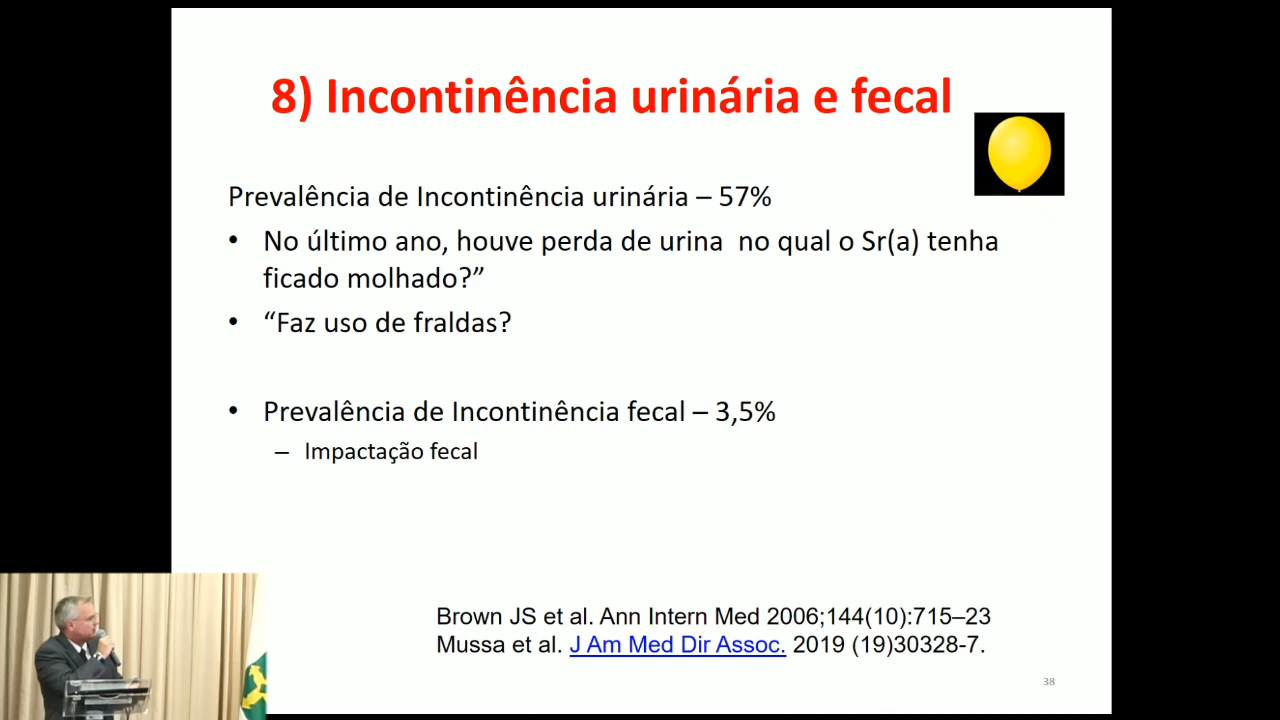 8) Incontinência urinária e fecal
Prevalência de Incontinência urinária – 57%
• No último ano, houve perda de urina  no qual o Sr(a) tenha
ficado molhado?”
• “Faz uso de fraldas?
• Prevalência de Incontinência fecal – 3,5%
– Impactação fecal
Brown JS et al. Ann Intern Med 2006;144(10):715–23
Mussa et al. J Am Med Dir Assoc. 2019 (19)30328-7.
38